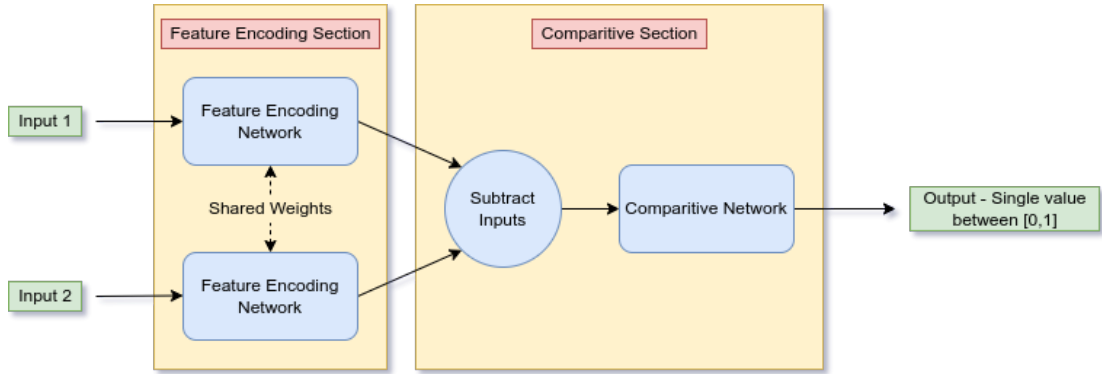 Feature Encoding Section
Comparitive Section
Input 1
Feature Encoding
Network
Shared Weights
Subtract
Inputs
Comparitive Network
Output - Single value
between [0,1]
Input 2
Feature Encoding
Network